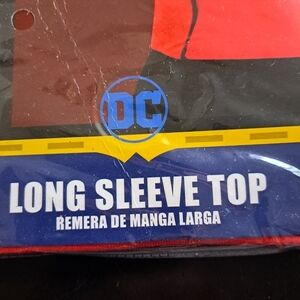 DC
LONG SLEEVE TOP
REMERA DE MANGA LARGA